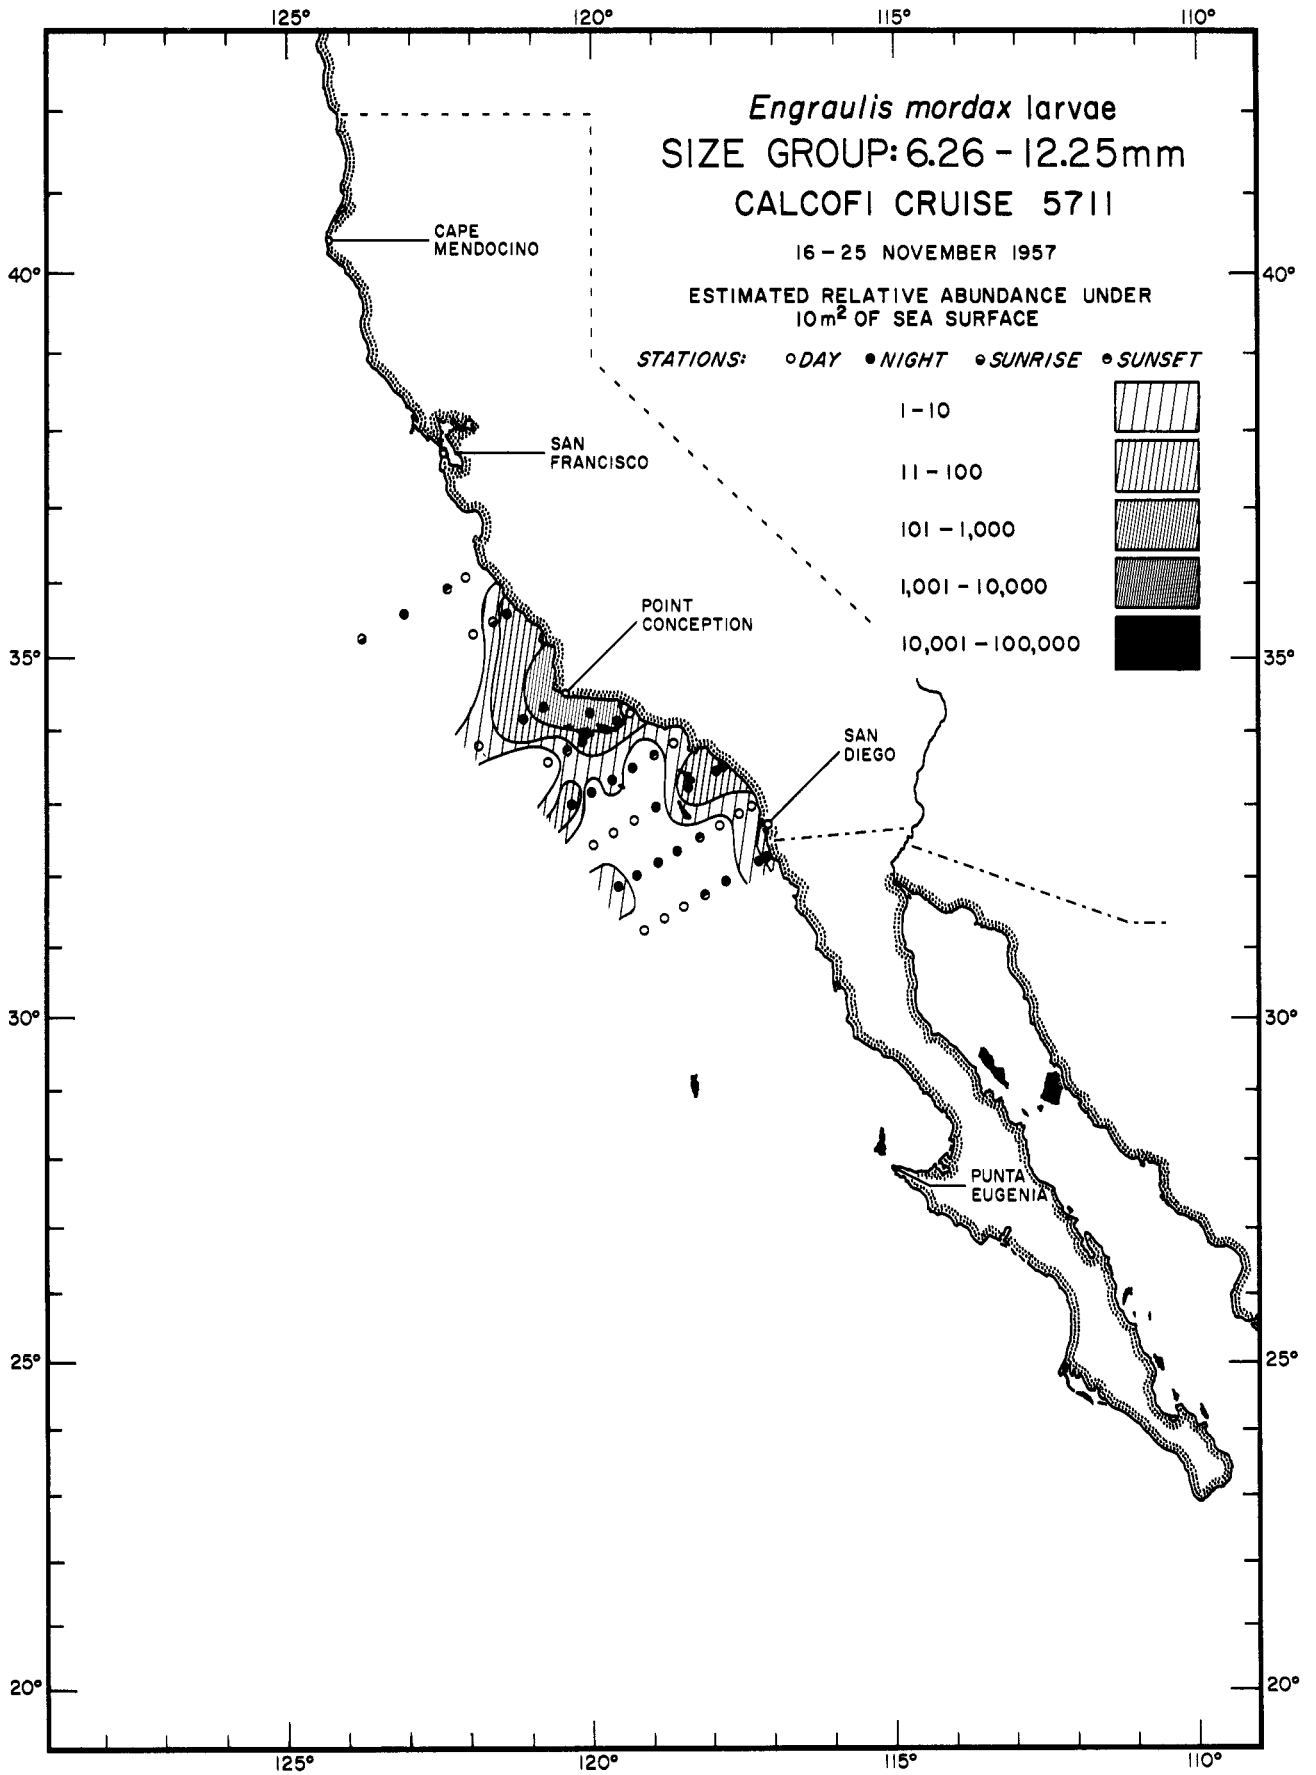 125° 120° 115° 110°
Engraulis mordax larvae
SIZE GROUP: 6.26 - 12.25mm
CALCOFI CRUISE 5711
16 - 25 NOVEMBER 1957
ESTIMATED RELATIVE ABUNDANCE UNDER
10m² OF SEA SURFACE
STATIONS: DAY NIGHT SUNRISE SUNSET
1 - 10
11 - 100
101 - 1,000
1,001 - 10,000
10,001 - 100,000
CAPE
MENDOCINO
40° 40°
SAN
FRANCISCO
POINT
CONCEPTION
35° 35°
SAN
DIEGO
30° 30°
PUNTA
EUGENIA
25° 25°
20° 20°
125° 120° 115° 110°